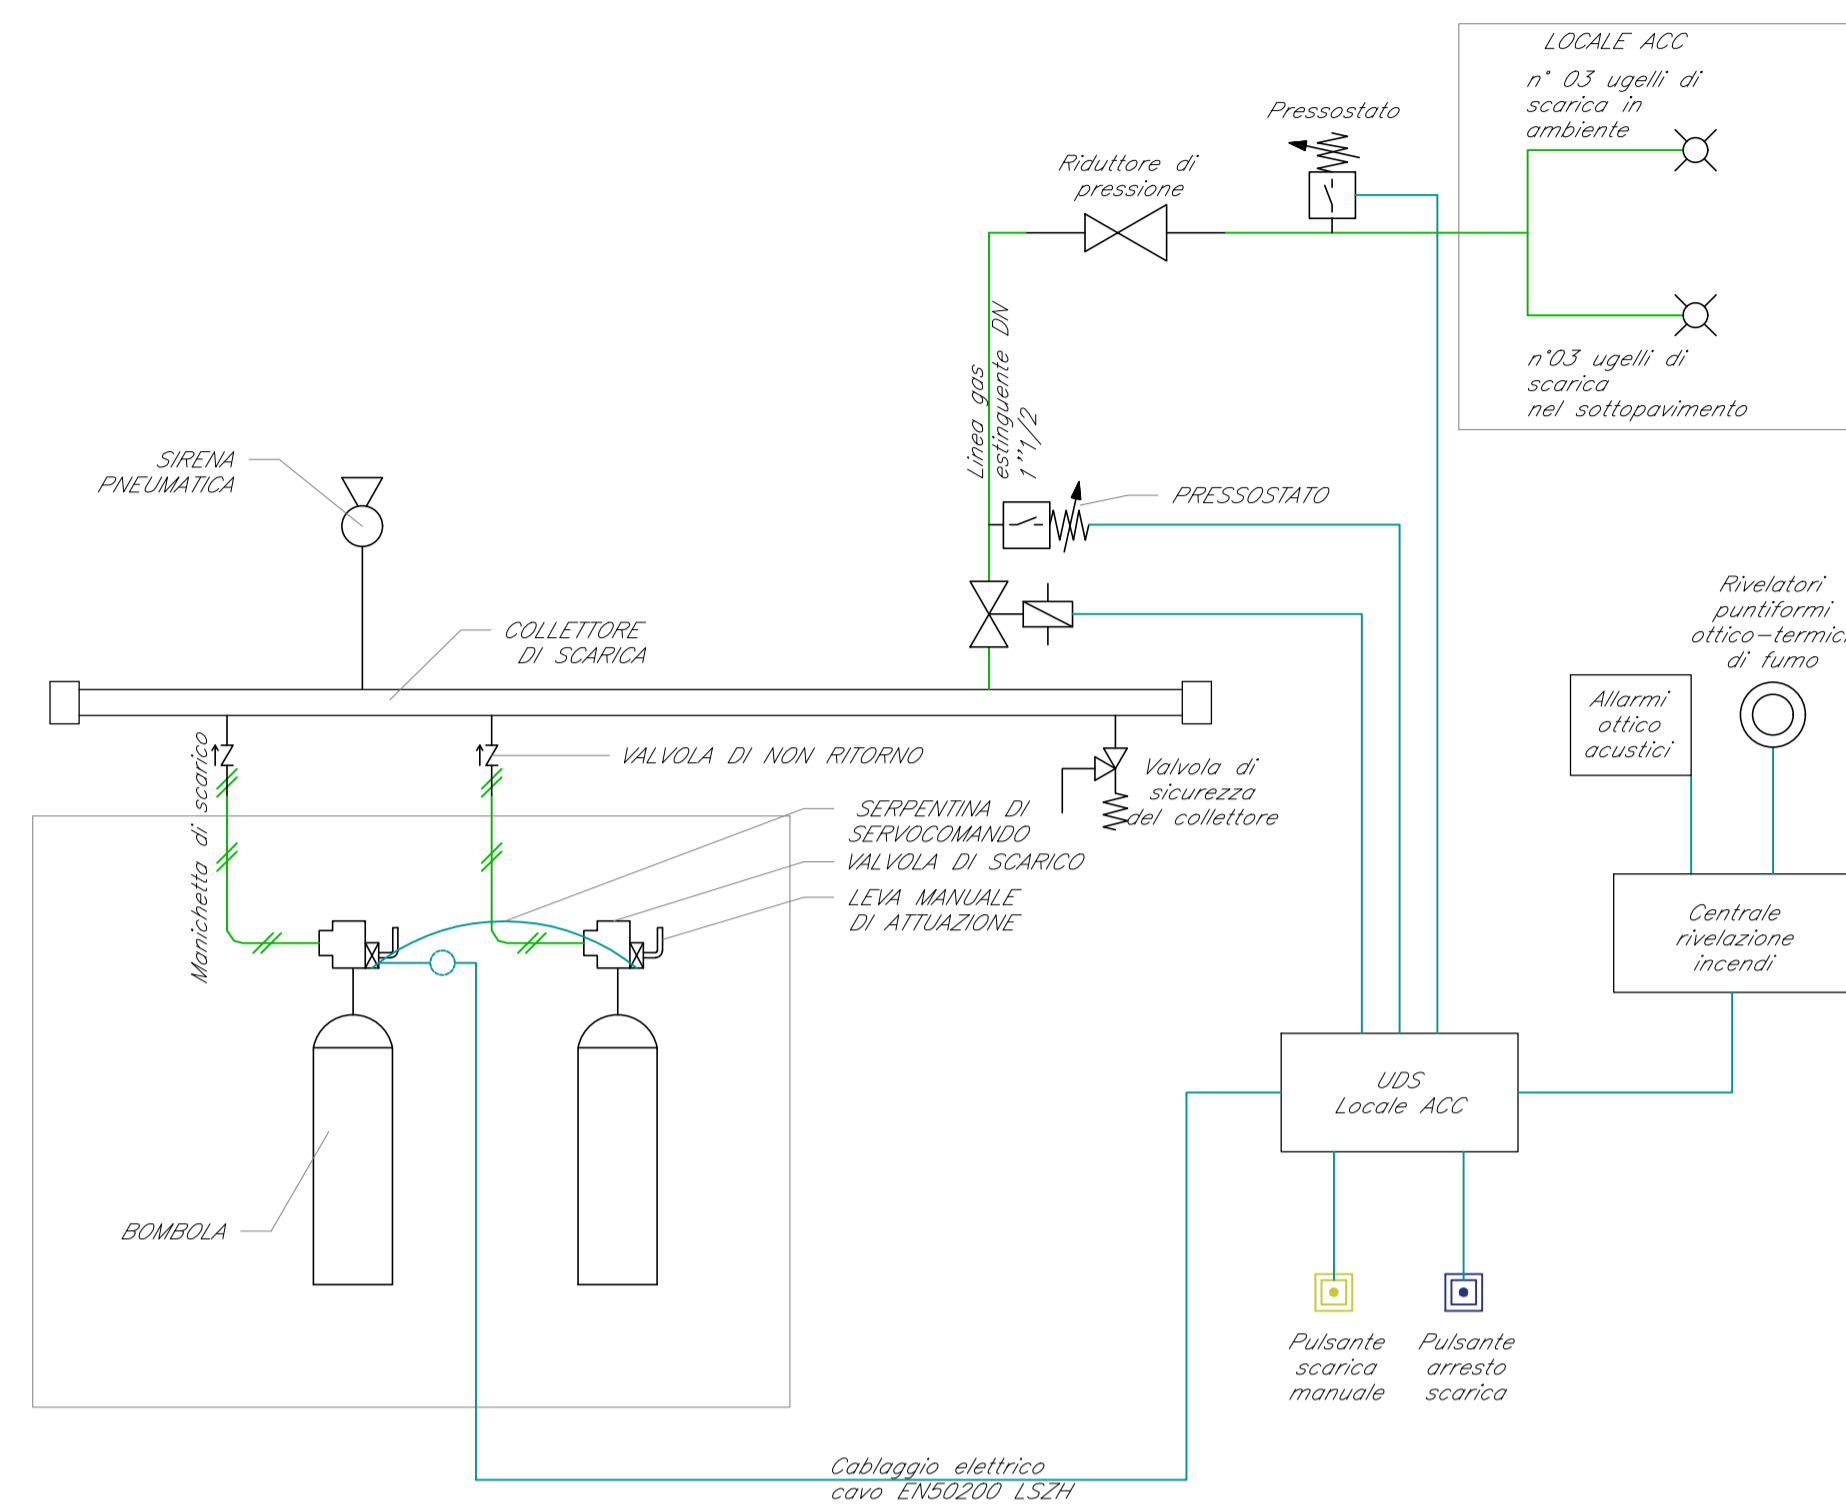 LOCALE ACC
n° 03 ugelli di
scarica in
ambiente
Pressostato
Riduttore di
pressione
n°03 ugelli di
scarica
nel sottopavimento
Linea gas
estinguente DN
1"1/2
SIRENA
PNEUMATICA
PRESSOSTATO
Rivelatori
puntiformi
ottico-termici
di fumo
COLLETTORE
DI SCARICA
Allarmi
ottico
acustici
Manichetta di scarico
VALVOLA DI NON RITORNO
Valvola di
sicurezza
del collettore
SERPENTINA DI
SERVOCOMANDO
VALVOLA DI SCARICO
LEVA MANUALE
DI ATTUAZIONE
Centrale
rivelazione
incendi
UDS
Locale ACC
BOMBOLA
Pulsante
scarica
manuale
Pulsante
arresto
scarica
Cablaggio elettrico
cavo EN50200 LSZH